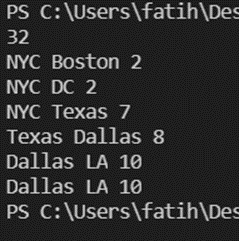 PS C:\Users\fatih\Des
32
NYC Boston 2
NYC DC 2
NYC Texas 7
Texas Dallas 8
Dallas LA 10
Dallas LA 10
PS C:\Users\fatih\Des